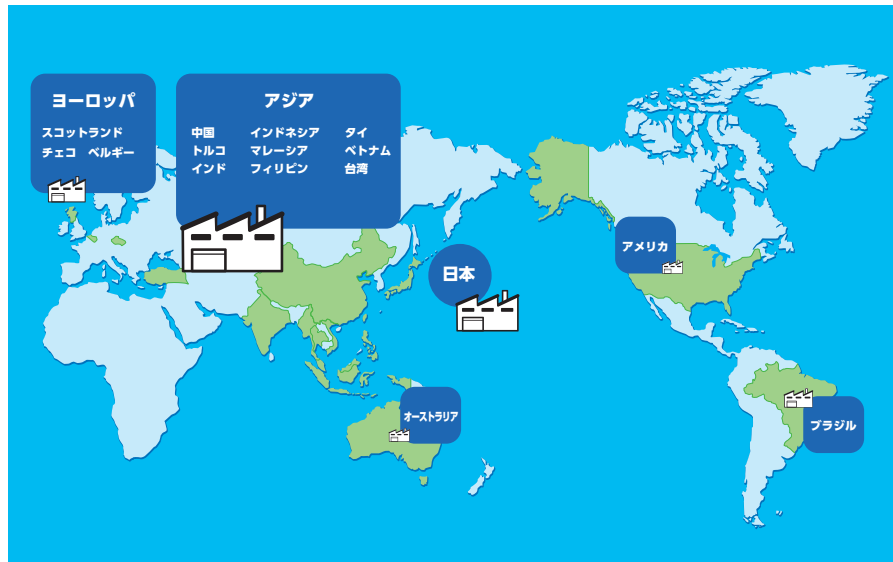 ヨーロッパ
スコットランド
チェコ ベルギー
アジア
中国 インドネシア タイ
トルコ マレーシア ベトナム
インド フィリピン 台湾
日本
アメリカ
オーストラリア
ブラジル